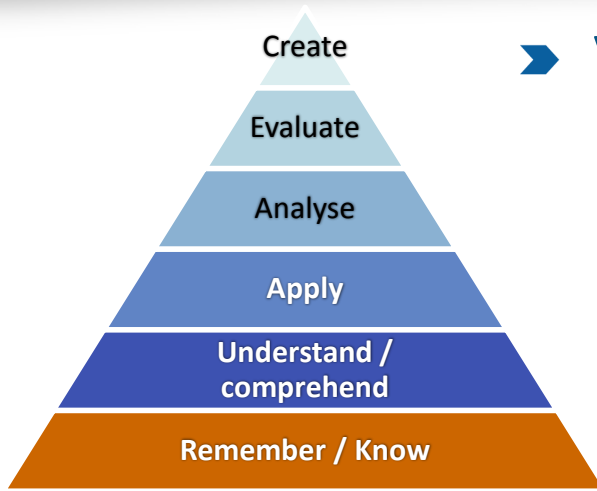 Create
Evaluate
Analyse
Apply
Understand /
comprehend
Remember / Know